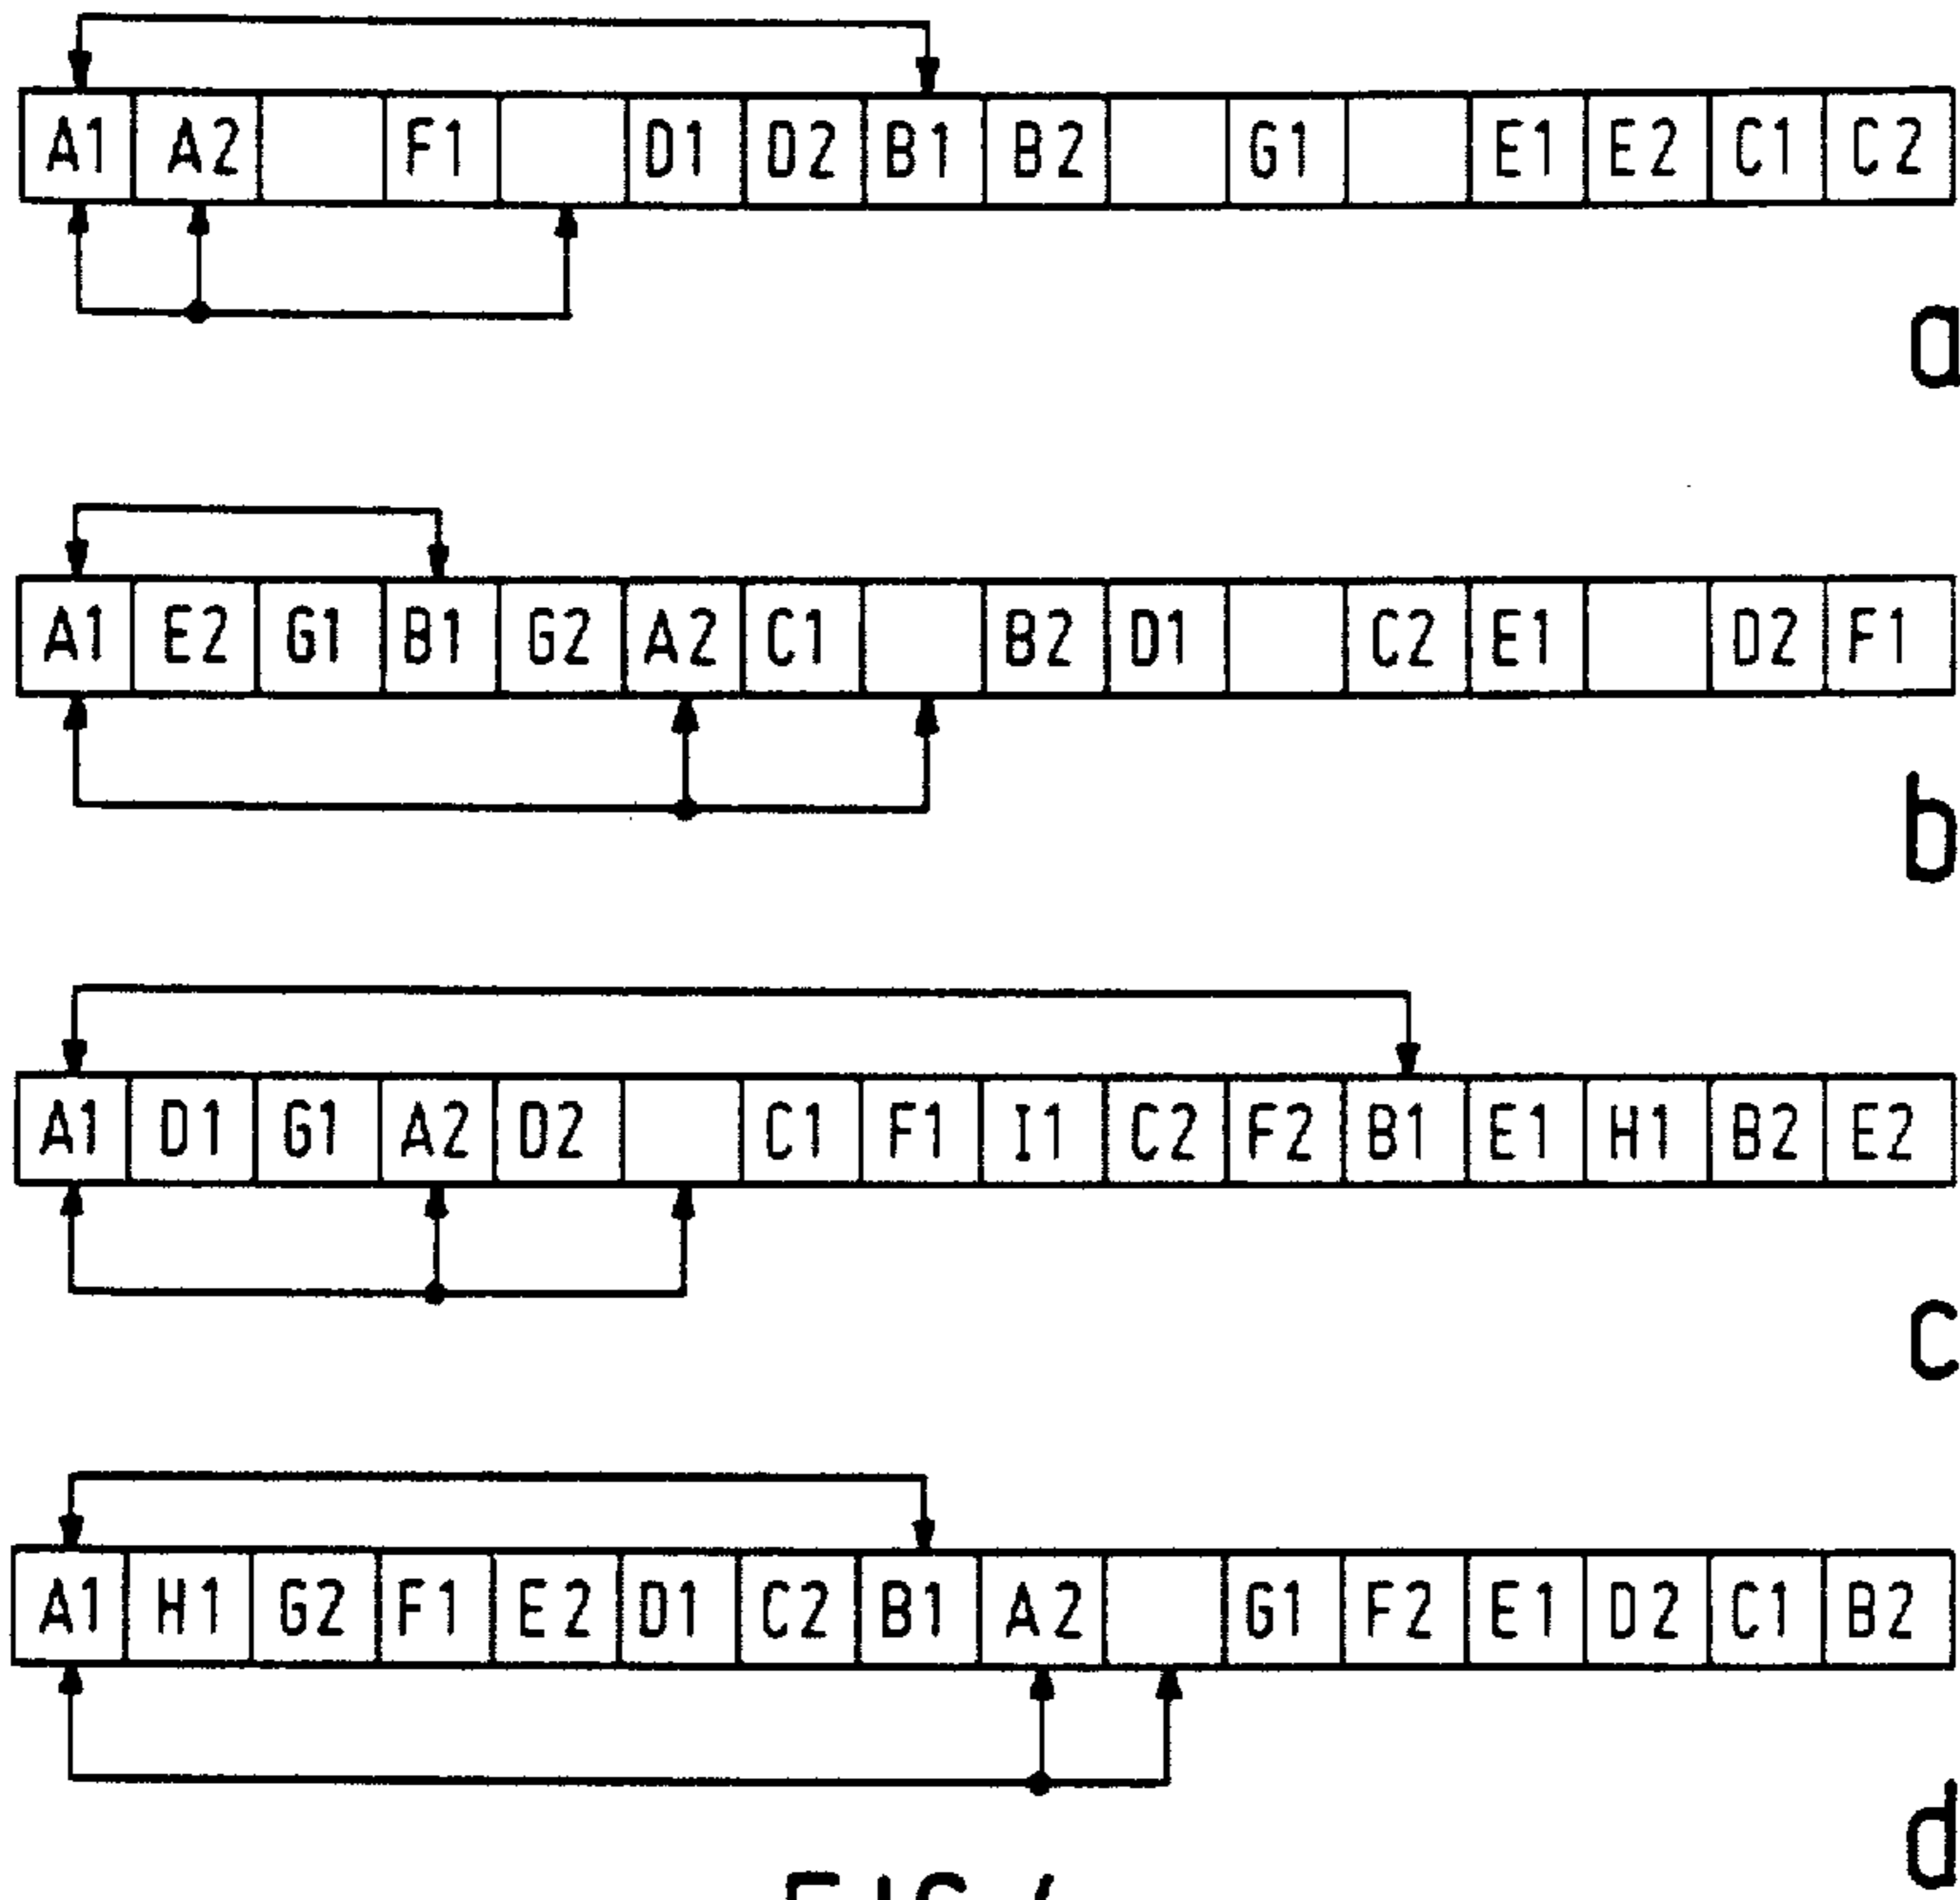 A1 A2 F1 D1 D2 B1 B2 G1 E1 E2 C1 C2
a
A1 E2 G1 B1 G2 A2 C1 B2 D1 C2 E1 D2 F1
b
A1 D1 G1 A2 D2 C1 F1 I1 C2 F2 B1 E1 H1 B2 E2
c
A1 H1 G2 F1 E2 D1 C2 B1 A2 G1 F2 E1 D2 C1 B2
d